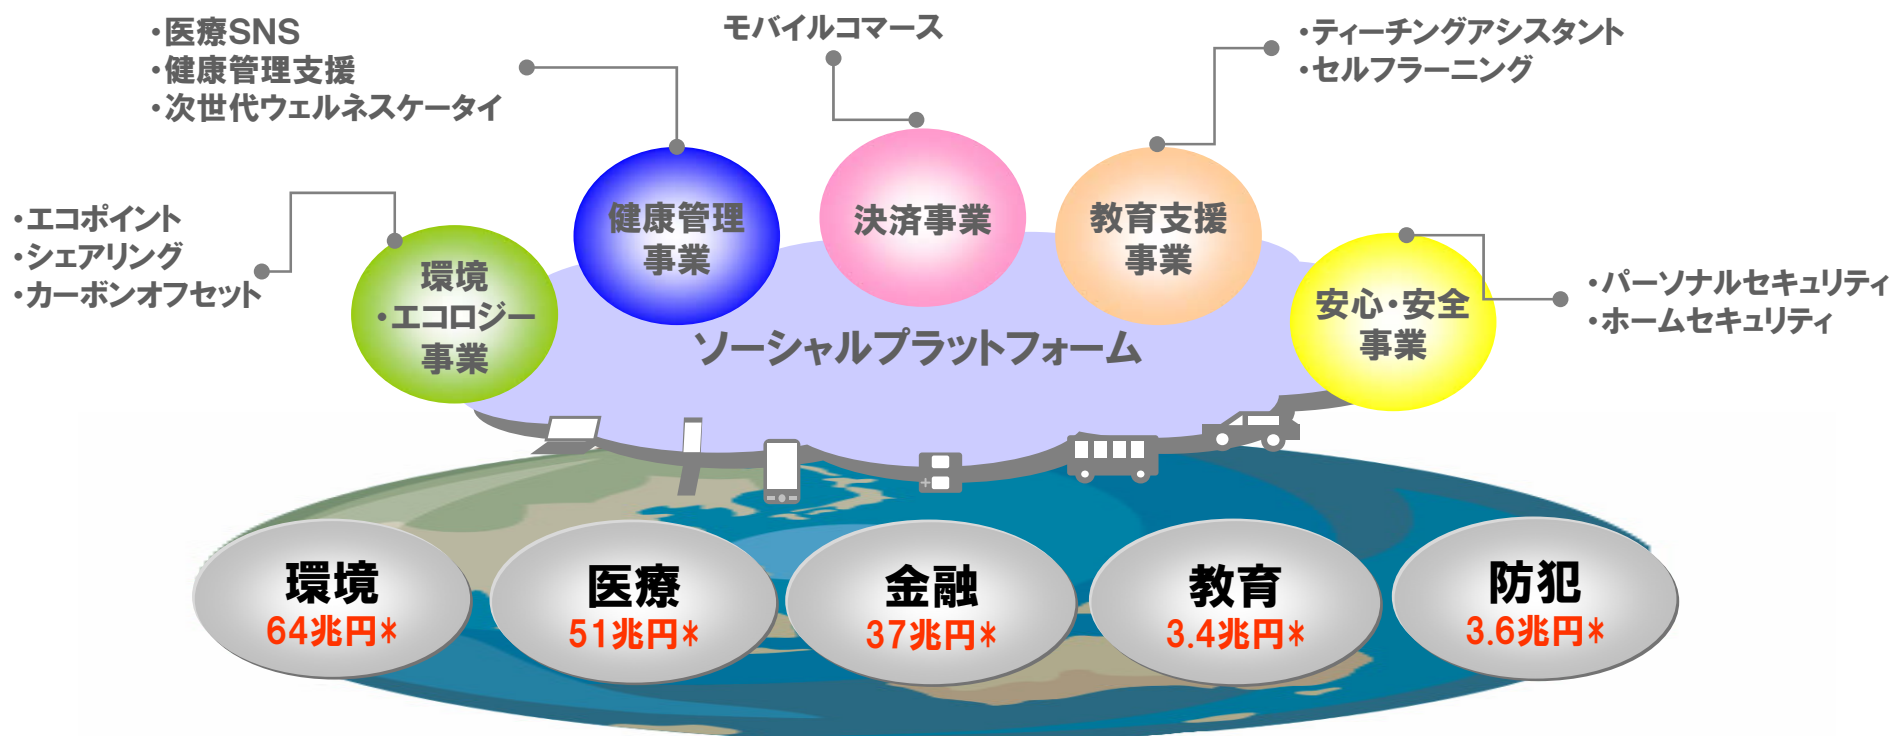 ・医療SNS
・健康管理支援
・次世代ウェルネスケータイ
モバイルコマース
・ティーチングアシスタント
・セルフラーニング
・エコポイント
・シェアリング
・カーボンオフセット
環境
・エコロジー
事業
健康管理
事業
決済事業
教育支援
事業
安心・安全
事業
・パーソナルセキュリティ
・ホームセキュリティ
ソーシャルプラットフォーム
環境
64兆円*
医療
51兆円*
金融
37兆円*
教育
3.4兆円*
防犯
3.6兆円*